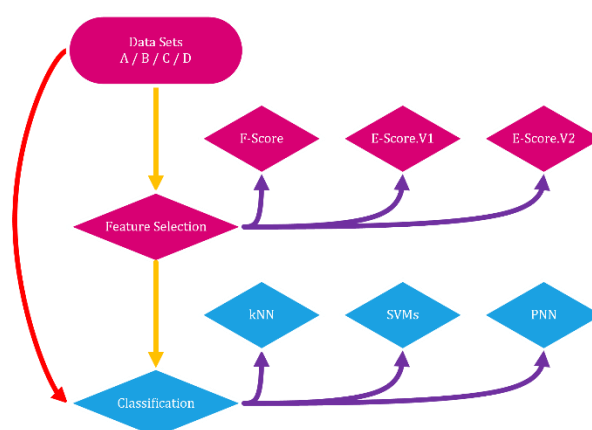 Data Sets
A / B / C / D
F-Score
E-Score.V1
E-Score.V2
Feature Selection
kNN
SVMs
PNN
Classification